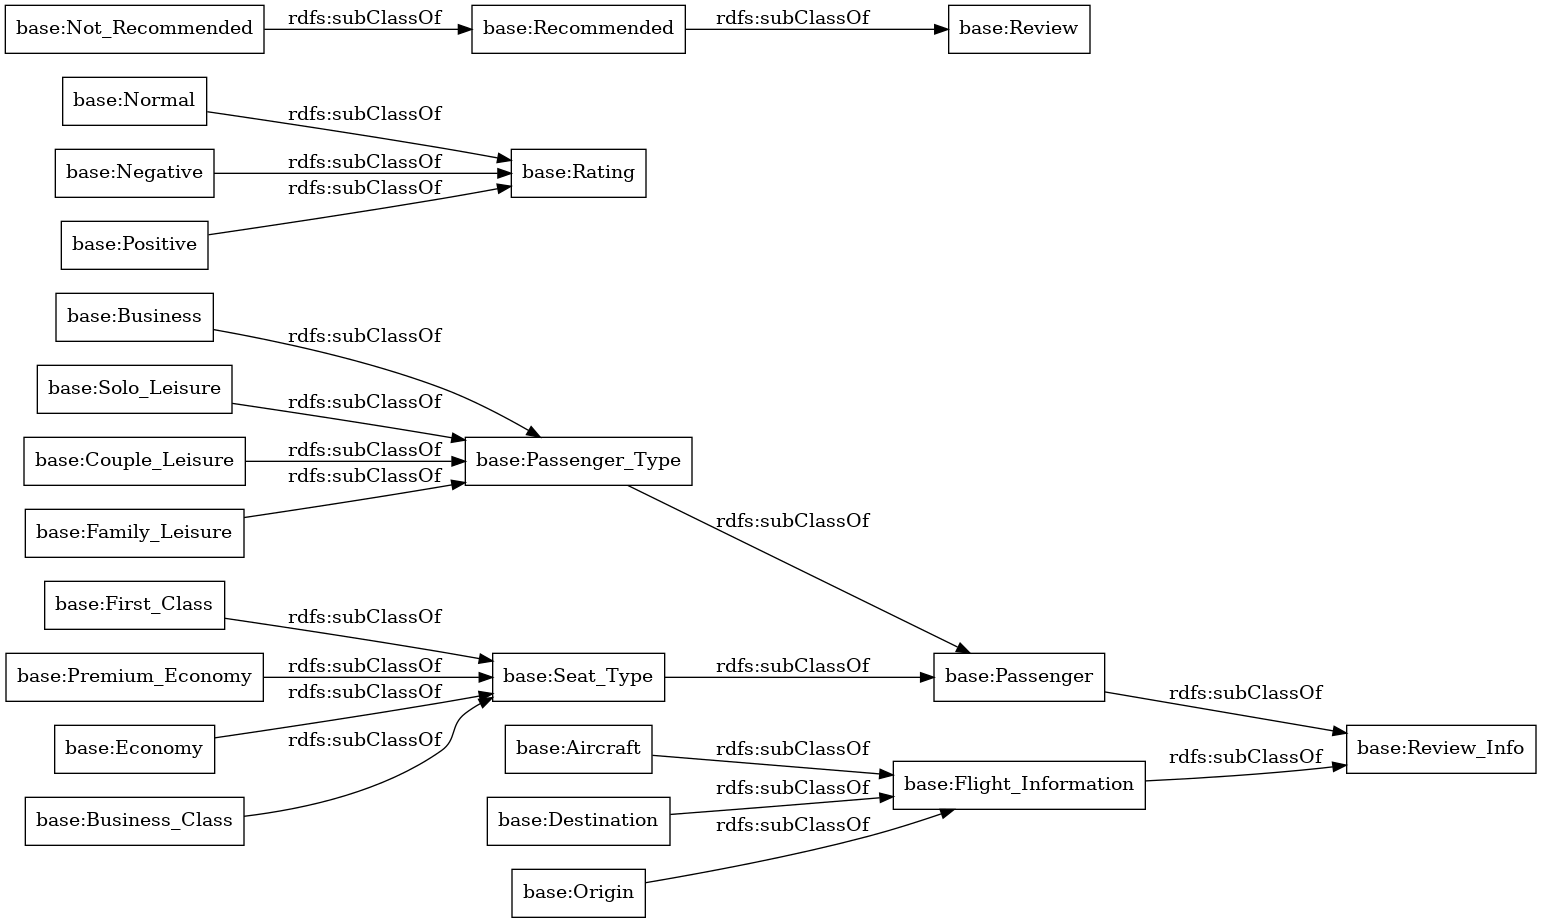 base:Not_Recommended
rdfs:subClassOf
base:Recommended
rdfs:subClassOf
base:Review
base:Normal
rdfs:subClassOf
base:Negative
rdfs:subClassOf
base:Rating
rdfs:subClassOf
base:Positive
base:Business
rdfs:subClassOf
base:Solo_Leisure
rdfs:subClassOf
base:Couple_Leisure
rdfs:subClassOf
base:Passenger_Type
rdfs:subClassOf
base:Family_Leisure
rdfs:subClassOf
base:First_Class
rdfs:subClassOf
base:Premium_Economy
rdfs:subClassOf
base:Seat_Type
rdfs:subClassOf
base:Passenger
rdfs:subClassOf
rdfs:subClassOf
base:Economy
rdfs:subClassOf
base:Aircraft
rdfs:subClassOf
base:Review_Info
rdfs:subClassOf
base:Flight_Information
rdfs:subClassOf
base:Business_Class
base:Destination
rdfs:subClassOf
base:Origin